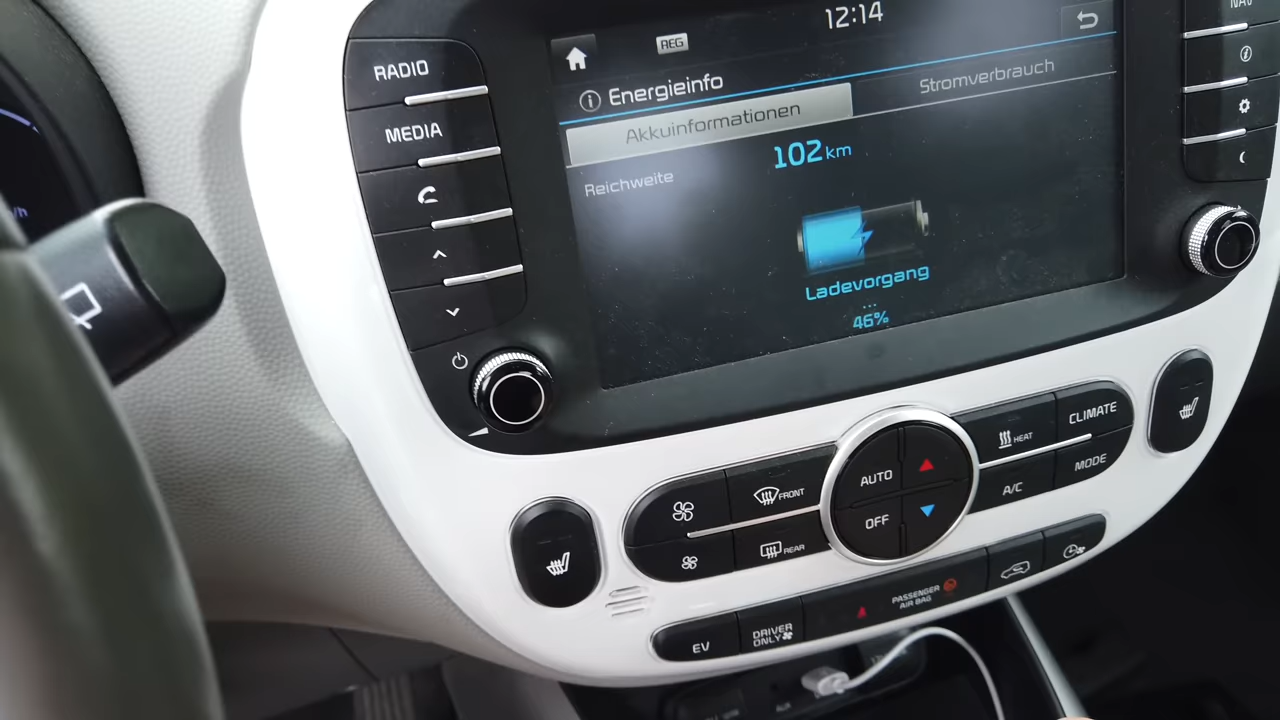 12:14
REG
NAV
RADIO
Energieinfo
Akkuinformationen
Stromverbrauch
MEDIA
102 km
Reichweite
Ladevorgang
...
46%
HEAT
CLIMATE
AUTO
FRONT
A/C
MODE
OFF
REAR
PASSENGER
AIR BAG
EV
DRIVER
ONLY